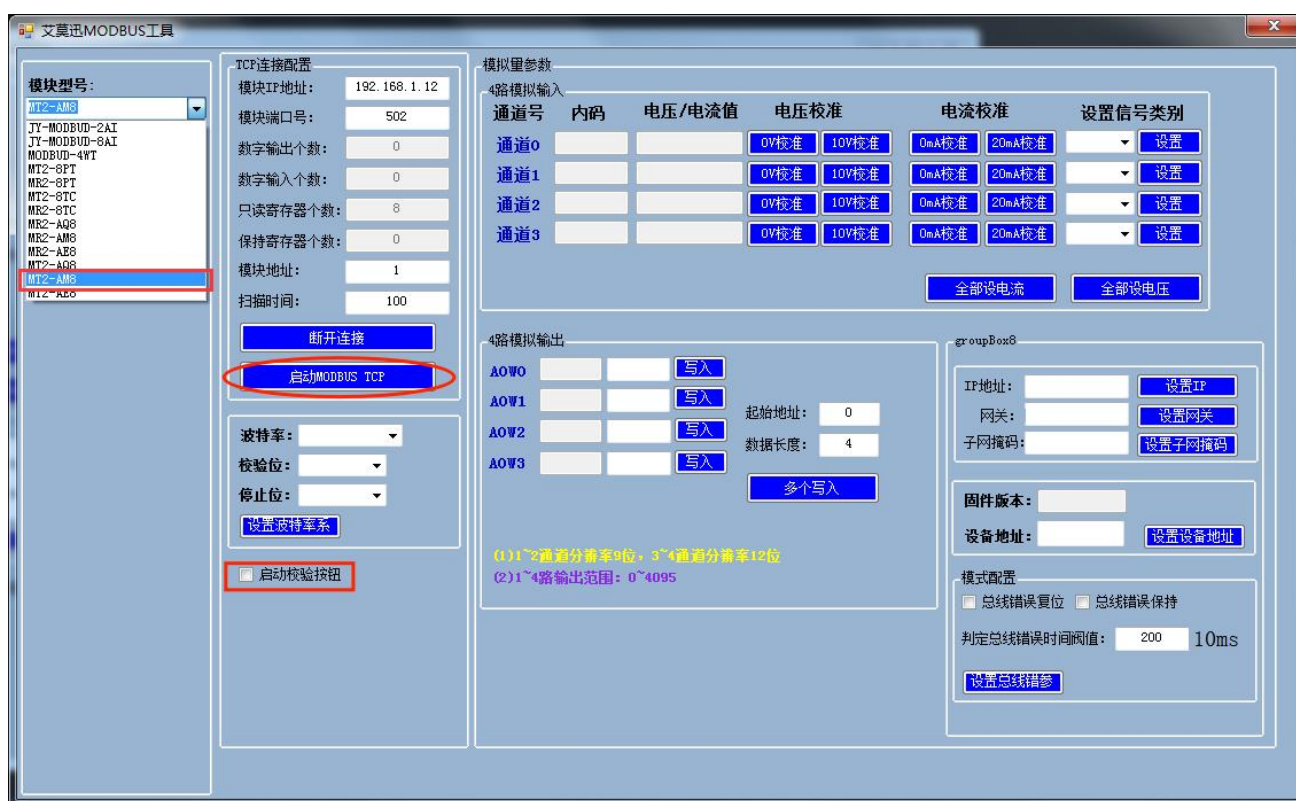 艾莫迅MODBUS工具
模块型号:
MT2-AM8
JY-MODBUD-2AI
JY-MODBUD-8AI
MODBUD-4WT
MT2-8PT
MR2-8PT
MT2-8TC
MR2-8TC
MR2-AQ8
MR2-AM8
MR2-AE8
MT2-AQ8
MT2-AM8
MT2-AE8
TCP连接配置
模块IP地址: 192.168.1.12
模块端口号: 502
数字输出个数: 0
数字输入个数: 0
只读寄存器个数: 8
保持寄存器个数: 0
模块地址: 1
扫描时间: 100
断开连接
启动MODBUS TCP
波特率:
校验位:
停止位:
设置波特率系
启动校验按钮
模拟量参数
4路模拟输入
通道号 内码 电压/电流值 电压校准 电流校准 设置信号类别
通道0 0V校准 10V校准 0mA校准 20mA校准 设置
通道1 0V校准 10V校准 0mA校准 20mA校准 设置
通道2 0V校准 10V校准 0mA校准 20mA校准 设置
通道3 0V校准 10V校准 0mA校准 20mA校准 设置
全部设电流 全部设电压
4路模拟输出
AOW0 写入
AOW1 写入
AOW2 写入
AOW3 写入
起始地址: 0
数据长度: 4
多个写入
(1)1~2通道分辨率9位，3~4通道分辨率12位
(2)1~4路输出范围：0~4095
groupBox8
IP地址: 设置IP
网关: 设置网关
子网掩码: 设置子网掩码
固件版本:
设备地址: 设置设备地址
模式配置
总线错误复位 总线错误保持
判定总线错误时间阀值: 200 10ms
设置总线错参